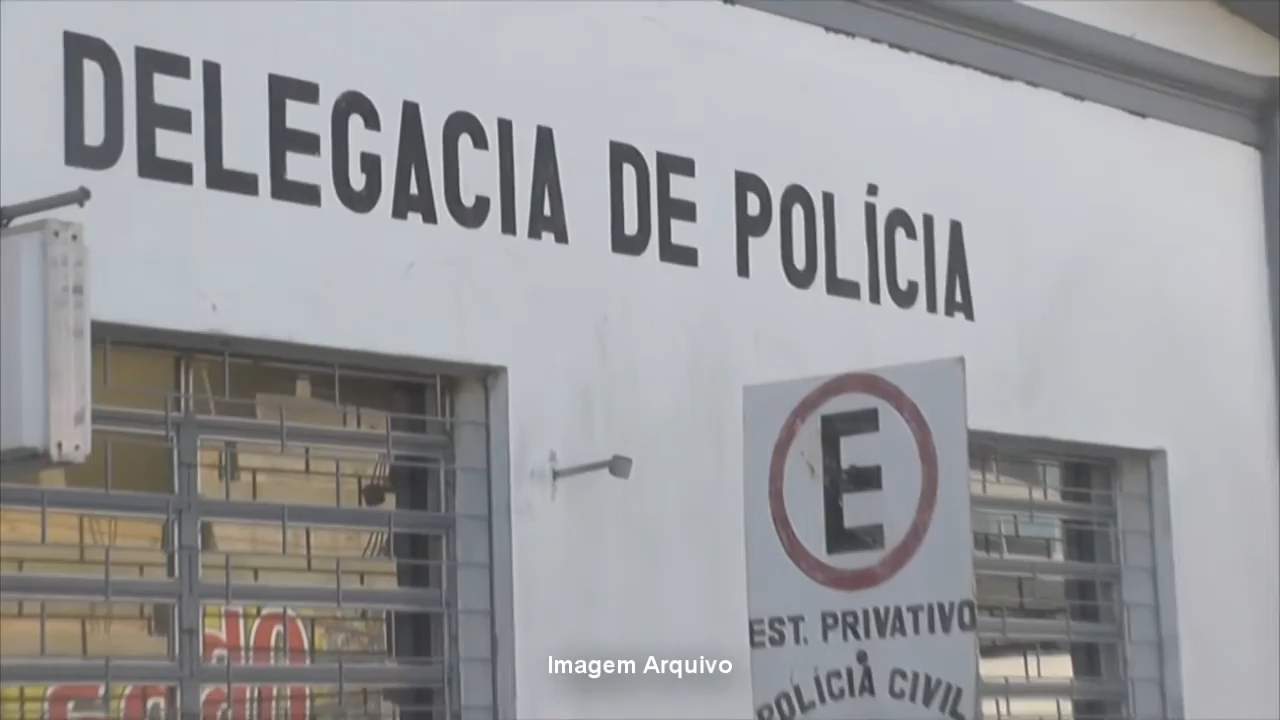 DELEGACIA DE POLÍCIA
E
EST. PRIVATIVO
POLÍCIA CIVIL
Imagem Arquivo